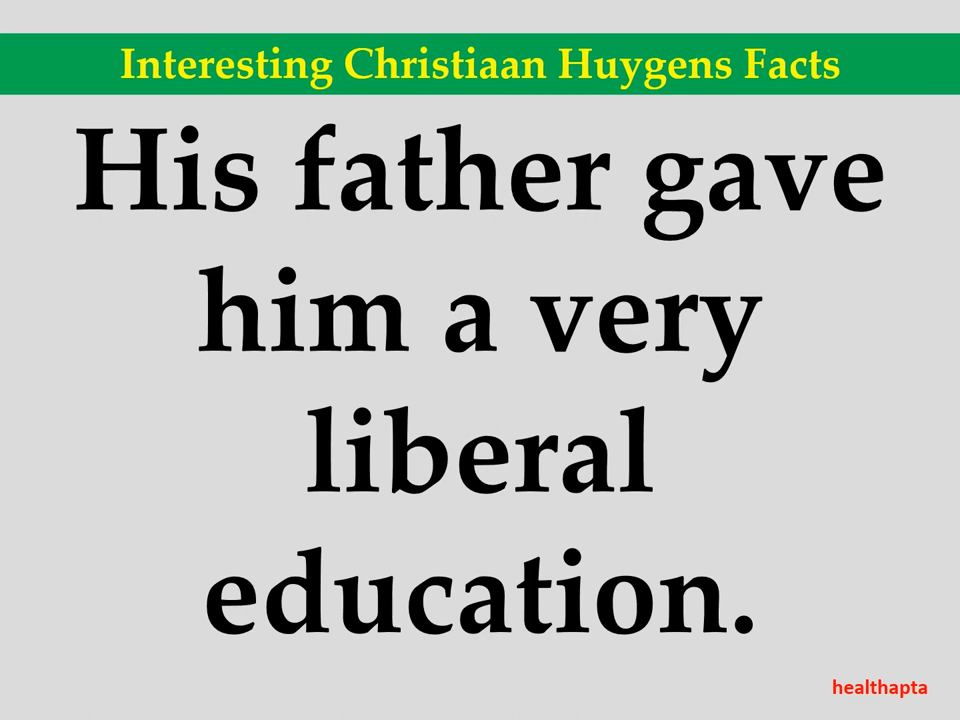 Interesting Christiaan Huygens Facts
His father gave
him a very
liberal
education.
healthapta